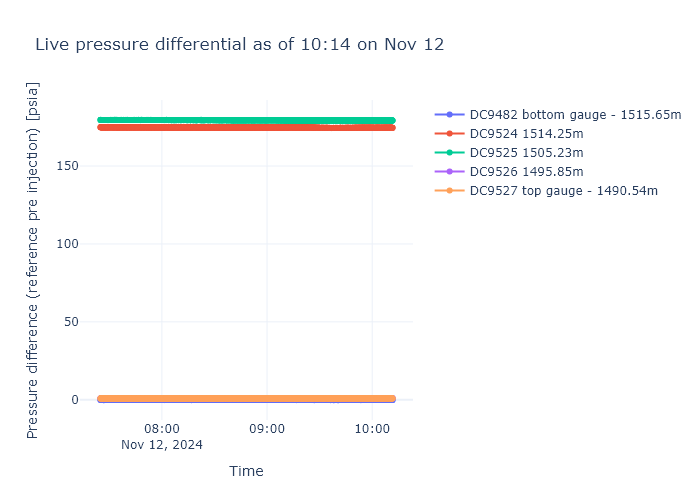 Live pressure differential as of 10:14 on Nov 12
Pressure difference (reference pre injection) [psia]
150
100
50
0
08:00
Nov 12, 2024
09:00
10:00
Time
DC9482 bottom gauge - 1515.65m
DC9524 1514.25m
DC9525 1505.23m
DC9526 1495.85m
DC9527 top gauge - 1490.54m